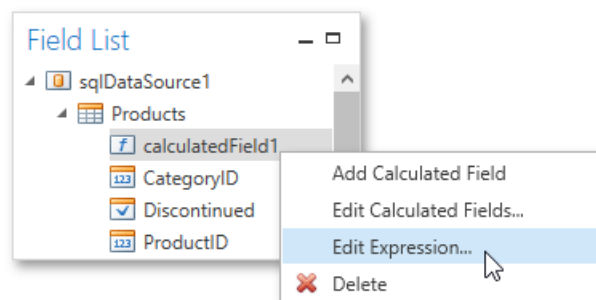 Field List
sqlDataSource1
Products
calculatedField1
CategoryID
Discontinued
ProductID
Add Calculated Field
Edit Calculated Fields...
Edit Expression...
Delete